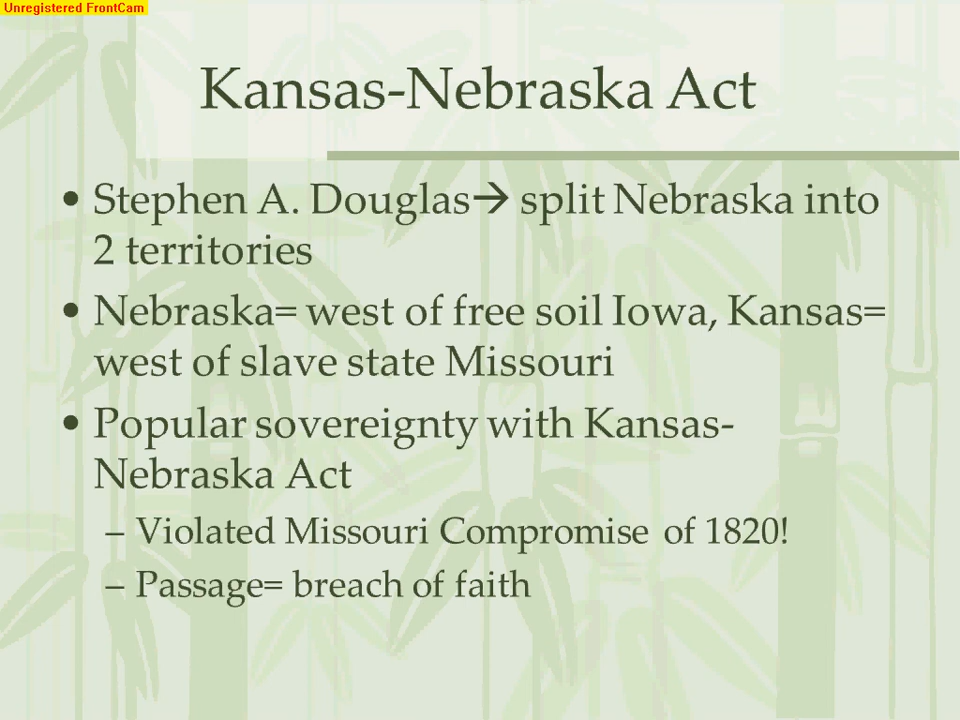 Unregistered FrontCam
Kansas-Nebraska Act
• Stephen A. Douglas→ split Nebraska into
2 territories
• Nebraska= west of free soil Iowa, Kansas=
west of slave state Missouri
• Popular sovereignty with Kansas-
Nebraska Act
– Violated Missouri Compromise of 1820!
– Passage= breach of faith